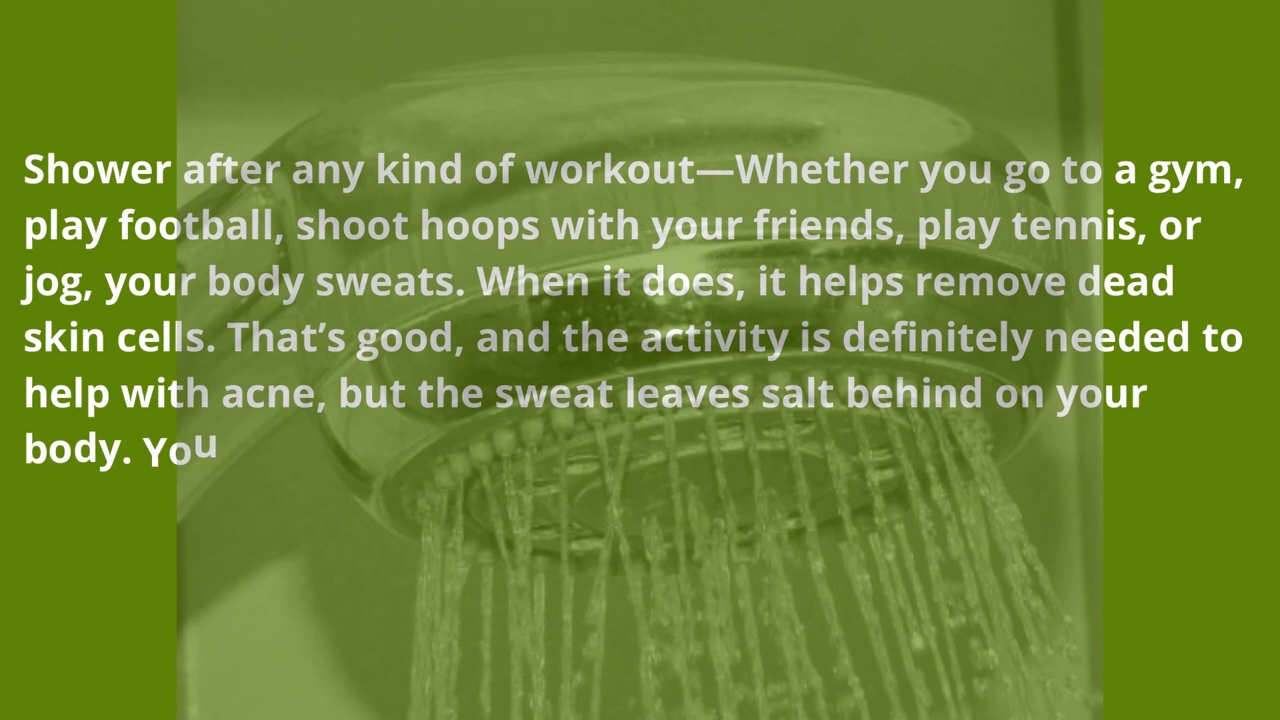 Shower after any kind of workout—Whether you go to a gym,
play football, shoot hoops with your friends, play tennis, or
jog, your body sweats. When it does, it helps remove dead
skin cells. That’s good, and the activity is definitely needed to
help with acne, but the sweat leaves salt behind on your
body. You